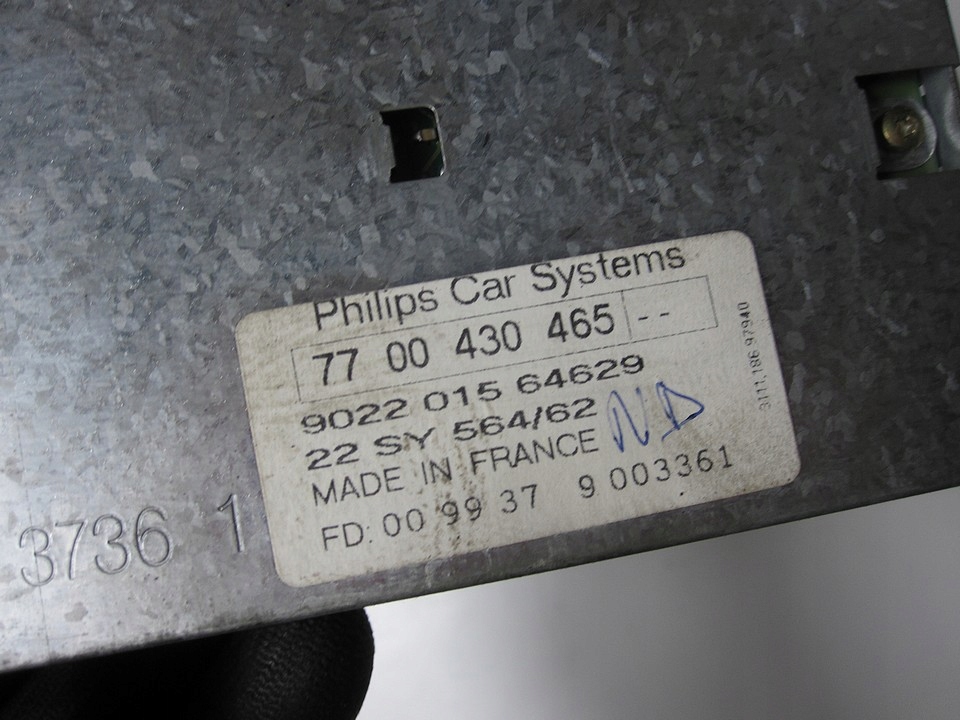 Philips Car Systems
77 00 430 465 --
9022 015 64629
22 SY 564/62
MADE IN FRANCE ND
FD: 00 99 37 9 003361
3736 1